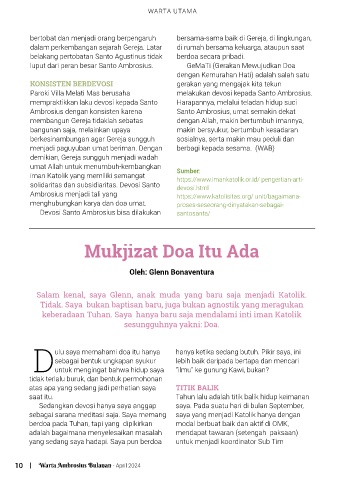 WARTA UTAMA
bertobat dan menjadi orang berpengaruh
dalam perkembangan sejarah Gereja. Latar
belakang pertobatan Santo Agustinus tidak
luput dari peran besar Santo Ambrosius.
KONSISTEN BERDEVOSI
Paroki Villa Melati Mas berusaha
mempraktikkan laku devosi kepada Santo
Ambrosius dengan konsisten karena
membangun Gereja tidaklah sebatas
bangunan saja, melainkan upaya
berkesinambungan agar Gereja sungguh
menjadi paguyuban umat beriman. Dengan
demikian, Gereja sungguh menjadi wadah
umat Allah untuk menumbuh-kembangkan
iman Katolik yang memiliki semangat
solidaritas dan subsidiaritas. Devosi Santo
Ambrosius menjadi tali yang
menghubungkan karya dan doa umat.
Devosi Santo Ambrosius bisa dilakukan
bersama-sama baik di Gereja, di lingkungan,
di rumah bersama keluarga, ataupun saat
berdoa secara pribadi.
GeMaTi (Gerakan Mewujudkan Doa
dengan Kemurahan Hati) adalah salah satu
gerakan yang mengajak kita tekun
melakukan devosi kepada Santo Ambrosius.
Harapannya, melalui teladan hidup suci
Santo Ambrosius, umat semakin dekat
dengan Allah, makin bertumbuh imannya,
makin bersyukur, bertumbuh kesadaran
sosialnya, serta makin mau peduli dan
berbagi kepada sesama. (WAB)
Sumber:
https://www.imankatolik.or.id/ pengertian-arti-
devosi.html
https://www.katolisites.org/ unit/bagaimana-
proses-seseorang-dinyatakan-sebagai-
santosanto/
Mukjizat Doa Itu Ada
Oleh: Glenn Bonaventura
Salam kenal, saya Glenn, anak muda yang baru saja menjadi Katolik.
Tidak. Saya bukan baptisan baru, juga bukan agnostik yang meragukan
keberadaan Tuhan. Saya hanya baru saja mendalami inti iman Katolik
sesungguhnya yakni: Doa.
Dulu saya memahami doa itu hanya
sebagai bentuk ungkapan syukur
untuk mengingat bahwa hidup saya
tidak terlalu buruk, dan bentuk permohonan
atas apa yang sedang jadi perhatian saya
saat itu.
Sedangkan devosi hanya saya anggap
sebagai sarana meditasi saja. Saya memang
berdoa pada Tuhan, tapi yang dipikirkan
adalah bagaimana menyelesaikan masalah
yang sedang saya hadapi. Saya pun berdoa
hanya ketika sedang butuh. Pikir saya, ini
lebih baik daripada bertapa dan mencari
“ilmu” ke gunung Kawi, bukan?
TITIK BALIK
Tahun lalu adalah titik balik hidup keimanan
saya. Pada suatu hari di bulan September,
saya yang menjadi Katolik hanya dengan
modal berbuat baik dan aktif di OMK,
mendapat tawaran (setengah paksaan)
untuk menjadi koordinator Sub Tim
10 | Warta Ambrosius Bulanan - April 2024